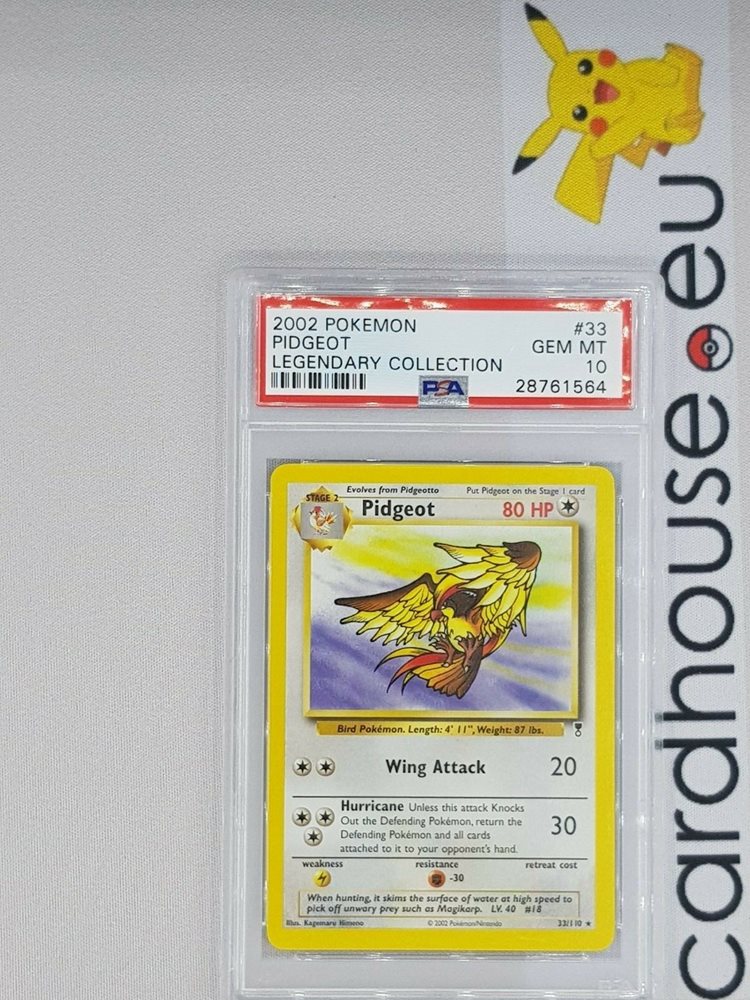 2002 POKEMON #33
PIDGEOT GEM MT
LEGENDARY COLLECTION 10
PSA 28761564
Evolves from Pidgeotto Put Pidgeot on the Stage 1 card
STAGE 2
Pidgeot 80 HP
Bird Pokémon. Length: 4' 11", Weight: 87 lbs.
Wing Attack 20
Hurricane Unless this attack Knocks
Out the Defending Pokémon, return the
Defending Pokémon and all cards
attached to it to your opponent's hand.
30
weakness resistance retreat cost
-30
When hunting, it skims the surface of water at high speed to
pick off unwary prey such as Magikarp. LV. 40 #18
Illus. Kagemaru Himeno © 2002 Pokémon/Nintendo 33/110 ★
cardhouse.eu